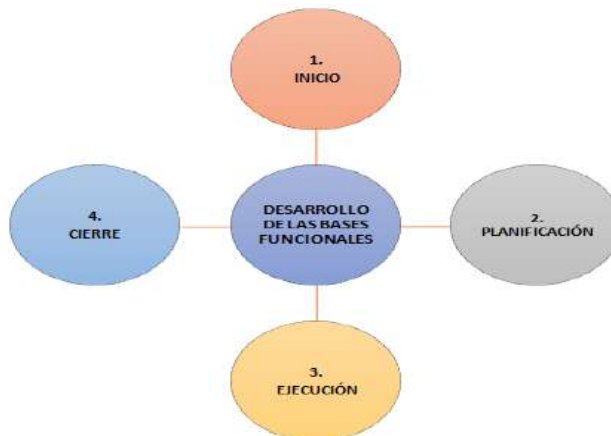 1.
INICIO
4.
CIERRE
DESARROLLO
DE LAS BASES
FUNCIONALES
2.
PLANIFICACIÓN
3.
EJECUCIÓN